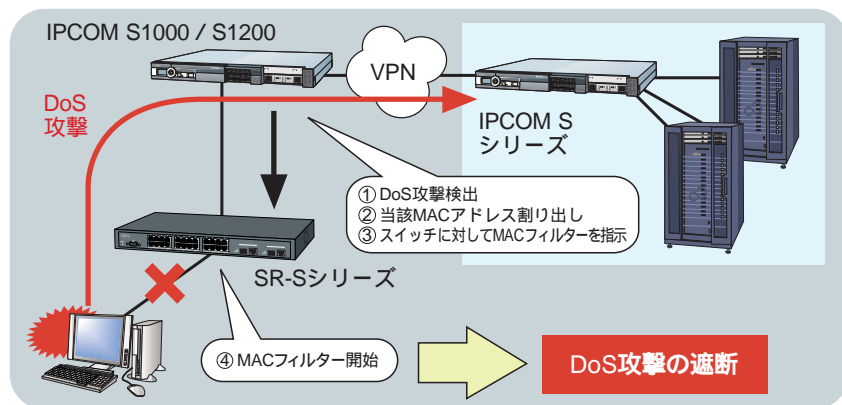 IPCOM S1000 / S1200
VPN
DoS
攻撃
IPCOM S
シリーズ
① DoS攻撃検出
② 当該MACアドレス割り出し
③ スイッチに対してMACフィルターを指示
SR-Sシリーズ
④ MACフィルター開始
DoS攻撃の遮断